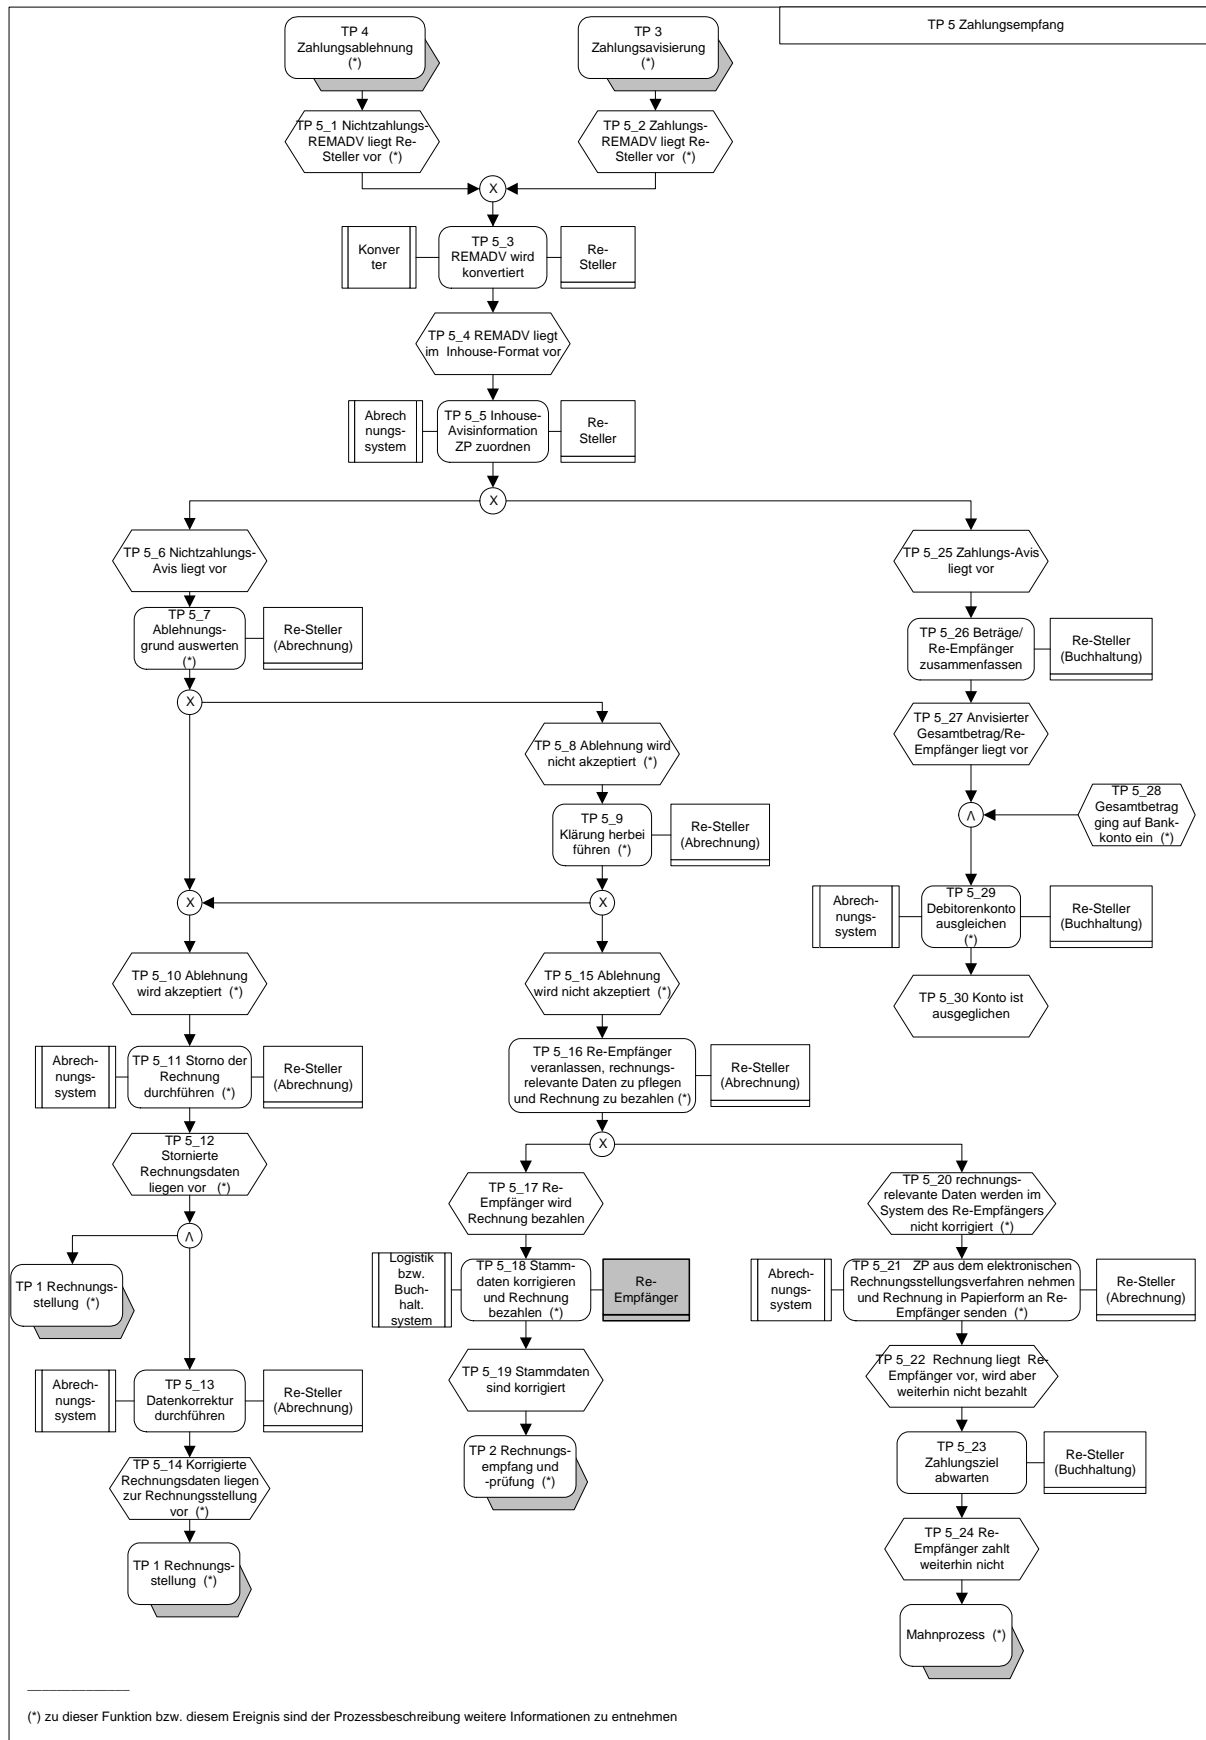 TP 5 Zahlungsempfang
TP 4
Zahlungsablehnung
(*)
TP 3
Zahlungsavisierung
(*)
TP 5_1 Nichtzahlungs-
REMADV liegt Re-
Steller vor (*)
TP 5_2 Zahlungs-
REMADV liegt Re-
Steller vor (*)
X
Konver
ter
TP 5_3
REMADV wird
konvertiert
Re-
Steller
TP 5_4 REMADV liegt
im Inhouse-Format vor
Abrech
nungs-
system
TP 5_5 Inhouse-
Avisinformation
ZP zuordnen
Re-
Steller
X
TP 5_6 Nichtzahlungs-
Avis liegt vor
TP 5_25 Zahlungs-Avis
liegt vor
TP 5_7
Ablehnungs-
grund auswerten
(*)
Re-Steller
(Abrechnung)
TP 5_26 Beträge/
Re-Empfänger
zusammenfassen
Re-Steller
(Buchhaltung)
X
TP 5_8 Ablehnung wird
nicht akzeptiert (*)
TP 5_27 Anvisierter
Gesamtbetrag/Re-
Empfänger liegt vor
TP 5_9
Klärung herbei
führen (*)
Re-Steller
(Abrechnung)
Λ
TP 5_28
Gesamtbetrag
ging auf Bank-
konto ein (*)
X
X
Abrech-
nungs-
system
TP 5_29
Debitorenkonto
ausgleichen
(*)
Re-Steller
(Buchhaltung)
TP 5_10 Ablehnung
wird akzeptiert (*)
TP 5_15 Ablehnung
wird nicht akzeptiert (*)
TP 5_30 Konto ist
ausgeglichen
Abrech-
nungs-
system
TP 5_11 Storno der
Rechnung
durchführen (*)
Re-Steller
(Abrechnung)
TP 5_16 Re-Empfänger
veranlassen, rechnungs-
relevante Daten zu pflegen
und Rechnung zu bezahlen (*)
Re-Steller
(Abrechnung)
TP 5_12
Stornierte
Rechnungsdaten
liegen vor (*)
X
TP 5_17 Re-
Empfänger wird
Rechnung bezahlen
TP 5_20 rechnungs-
relevante Daten werden im
System des Re-Empfängers
nicht korrigiert (*)
Λ
TP 1 Rechnungs-
stellung (*)
Logistik
bzw.
Buch-
halt.
system
TP 5_18 Stamm-
daten korrigieren
und Rechnung
bezahlen (*)
Re-
Empfänger
Abrech-
nungs-
system
TP 5_21 ZP aus dem elektronischen
Rechnungsstellungsverfahren nehmen
und Rechnung in Papierform an Re-
Empfänger senden (*)
Re-Steller
(Abrechnung)
TP 5_19 Stammdaten
sind korrigiert
TP 5_22 Rechnung liegt Re-
Empfänger vor, wird aber
weiterhin nicht bezahlt
Abrech-
nungs-
system
TP 5_13
Datenkorrektur
durchführen
Re-Steller
(Abrechnung)
TP 2 Rechnungs-
empfang und
-prüfung (*)
TP 5_23
Zahlungsziel
abwarten
Re-Steller
(Buchhaltung)
TP 5_14 Korrigierte
Rechnungsdaten liegen
zur Rechnungsstellung
vor (*)
TP 5_24 Re-
Empfänger zahlt
weiterhin nicht
TP 1 Rechnungs-
stellung (*)
Mahnprozess (*)
(*) zu dieser Funktion bzw. diesem Ereignis sind der Prozessbeschreibung weitere Informationen zu entnehmen